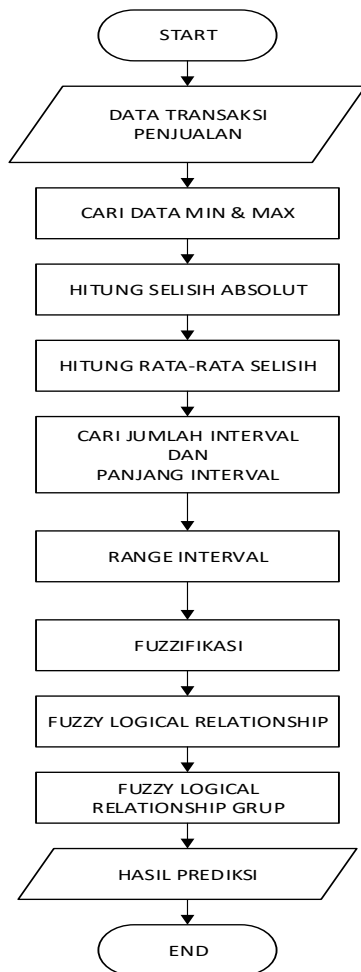 START
DATA TRANSAKSI
PENJUALAN
CARI DATA MIN & MAX
HITUNG SELISIH ABSOLUT
HITUNG RATA-RATA SELISIH
CARI JUMLAH INTERVAL
DAN
PANJANG INTERVAL
RANGE INTERVAL
FUZZIFIKASI
FUZZY LOGICAL RELATIONSHIP
FUZZY LOGICAL
RELATIONSHIP GRUP
HASIL PREDIKSI
END